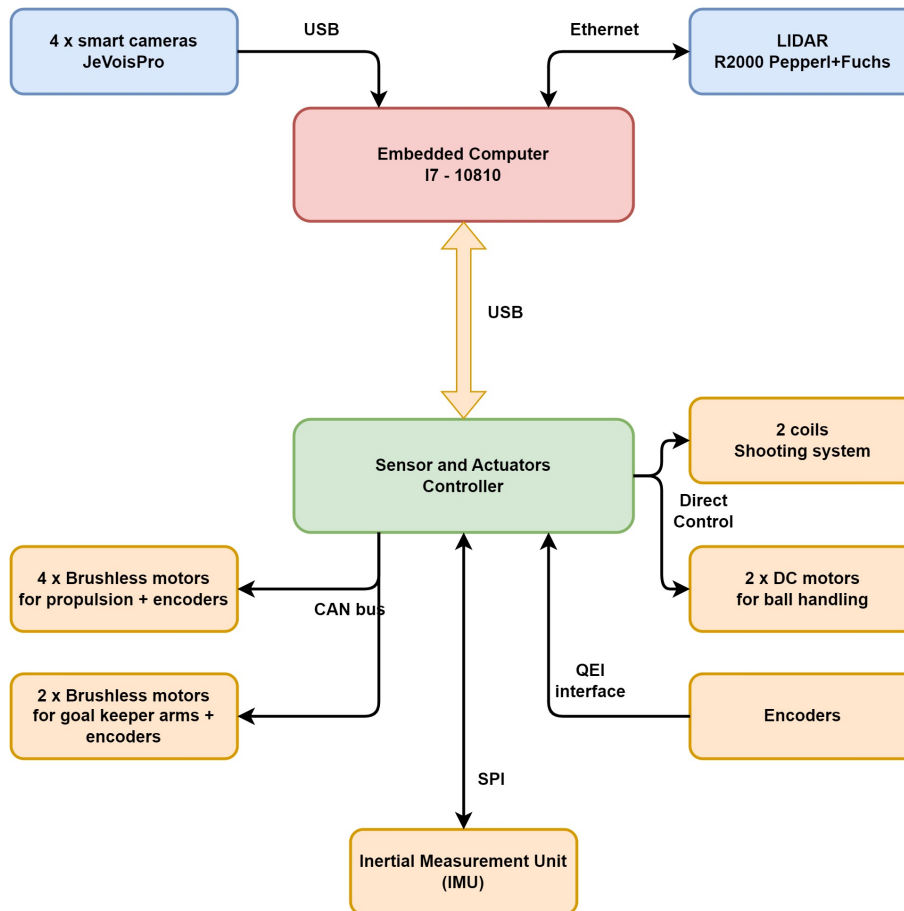 4 x smart cameras
JeVoisPro
USB
Ethernet
LIDAR
R2000 Pepperl+Fuchs
Embedded Computer
I7 - 10810
USB
Sensor and Actuators
Controller
2 coils
Shooting system
Direct
Control
4 x Brushless motors
for propulsion + encoders
CAN bus
2 x DC motors
for ball handling
2 x Brushless motors
for goal keeper arms +
encoders
QEI
interface
Encoders
SPI
Inertial Measurement Unit
(IMU)